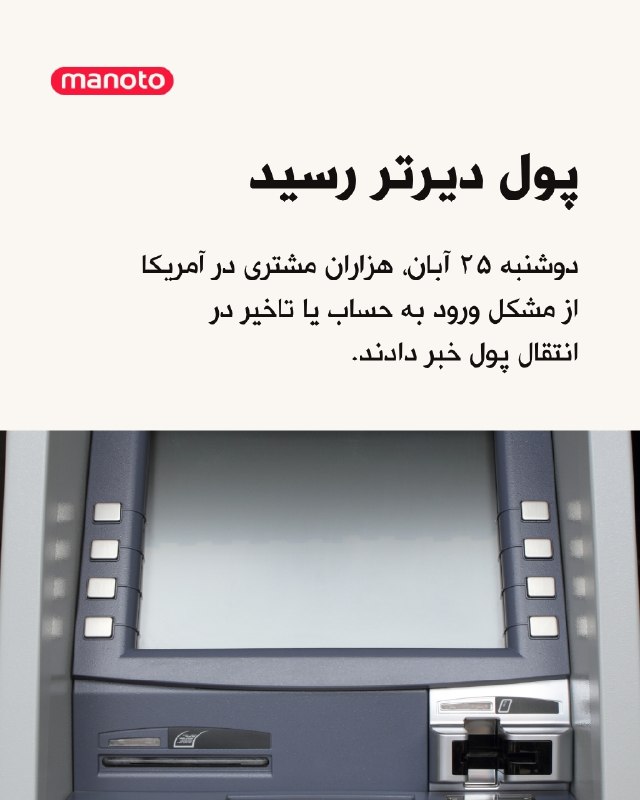 manoto
پول دیرتر رسید
دوشنبه ۲۵ آبان، هزاران مشتری در آمریکا
از مشکل ورود به حساب یا تاخیر در
انتقال پول خبر دادند.